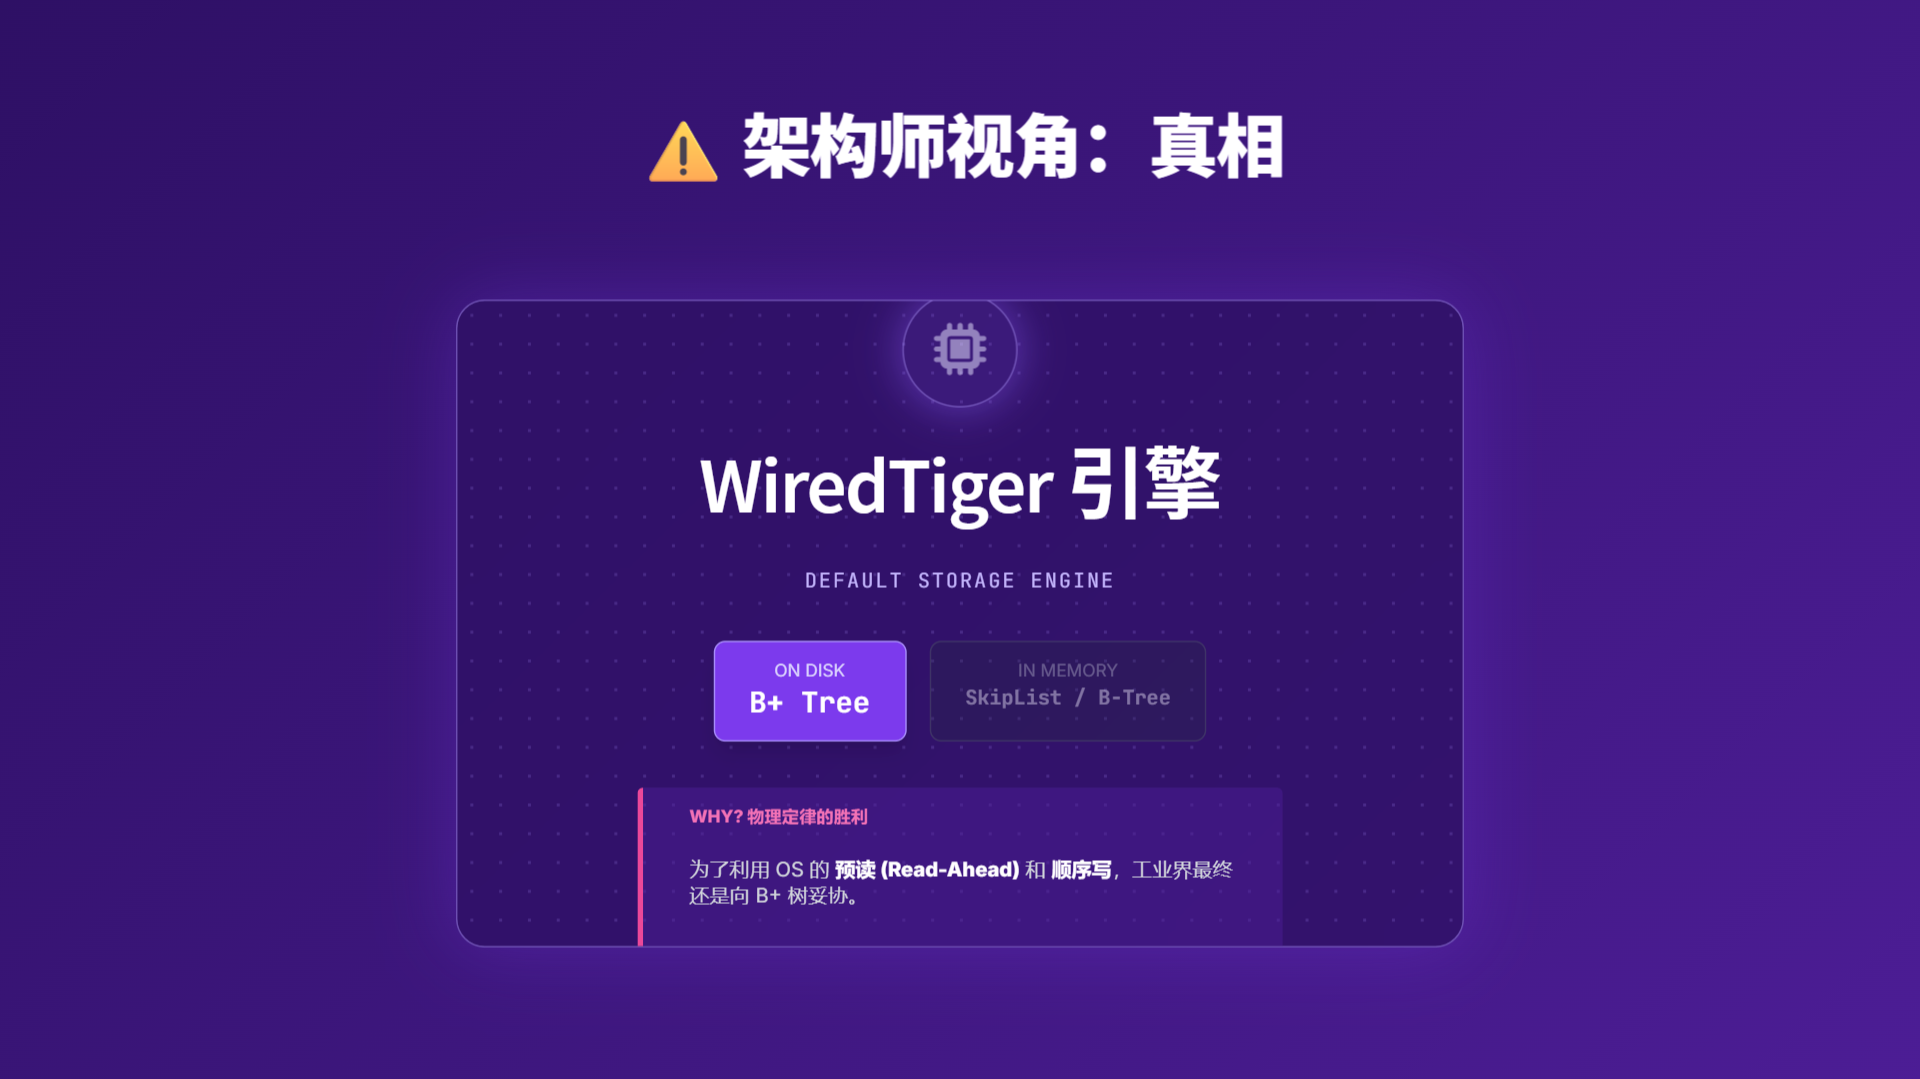 ⚠️ 架构师视角：真相
WiredTiger 引擎
DEFAULT STORAGE ENGINE
ON DISK
B+ Tree
IN MEMORY
SkipList / B-Tree
WHY? 物理定律的胜利
为了利用 OS 的 预读 (Read-Ahead) 和 顺序写，工业界最终
还是向 B+ 树妥协。